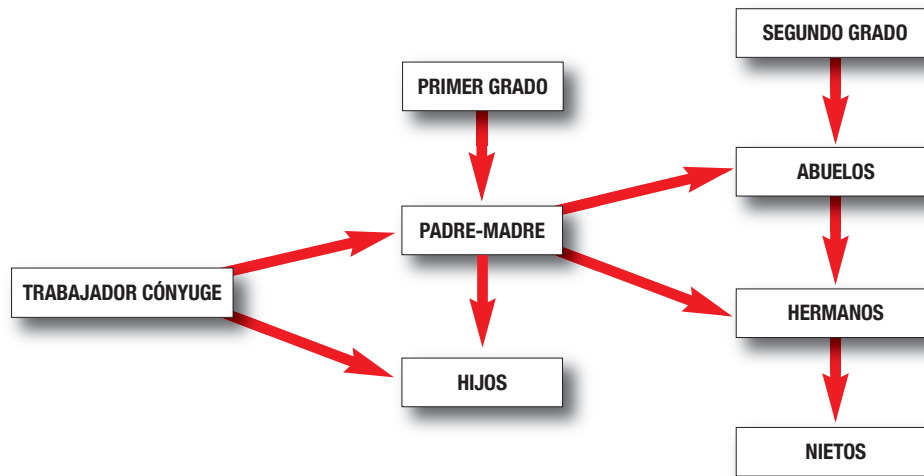 SEGUNDO GRADO
PRIMER GRADO
ABUELOS
PADRE-MADRE
TRABAJADOR CÓNYUGE
HERMANOS
HIJOS
NIETOS